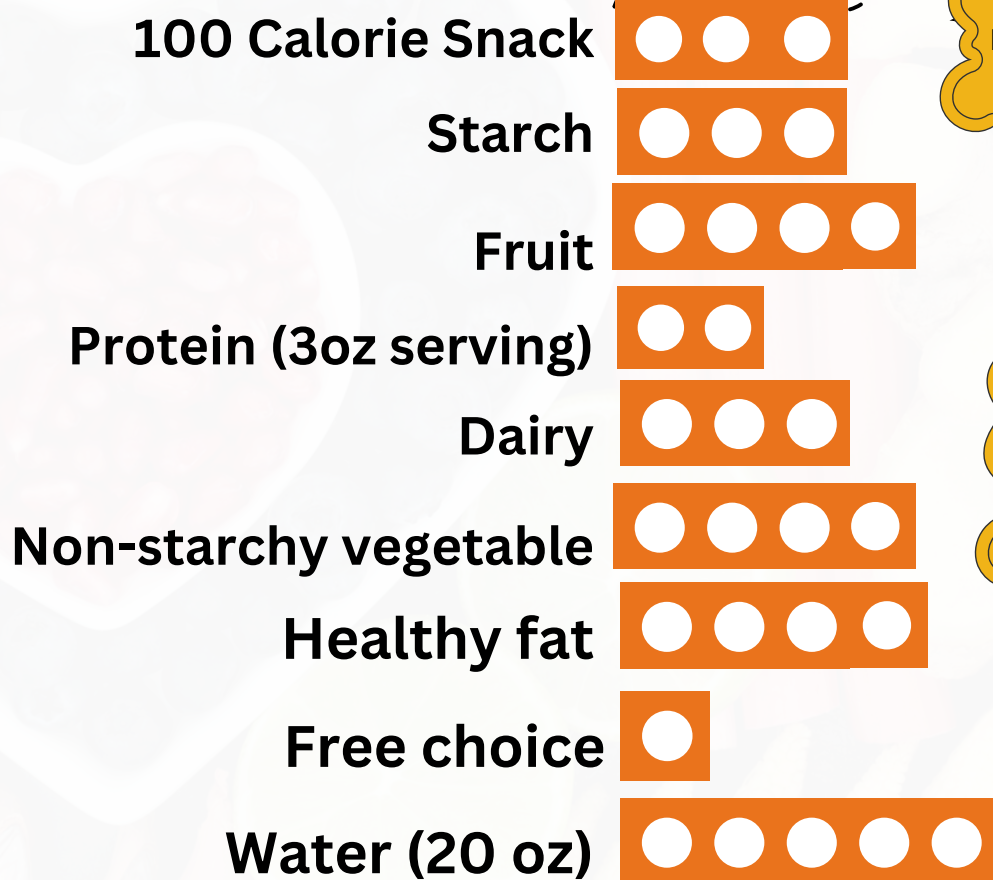 100 Calorie Snack
Starch
Fruit
Protein (3oz serving)
Dairy
Non-starchy vegetable
Healthy fat
Free choice
Water (20 oz)